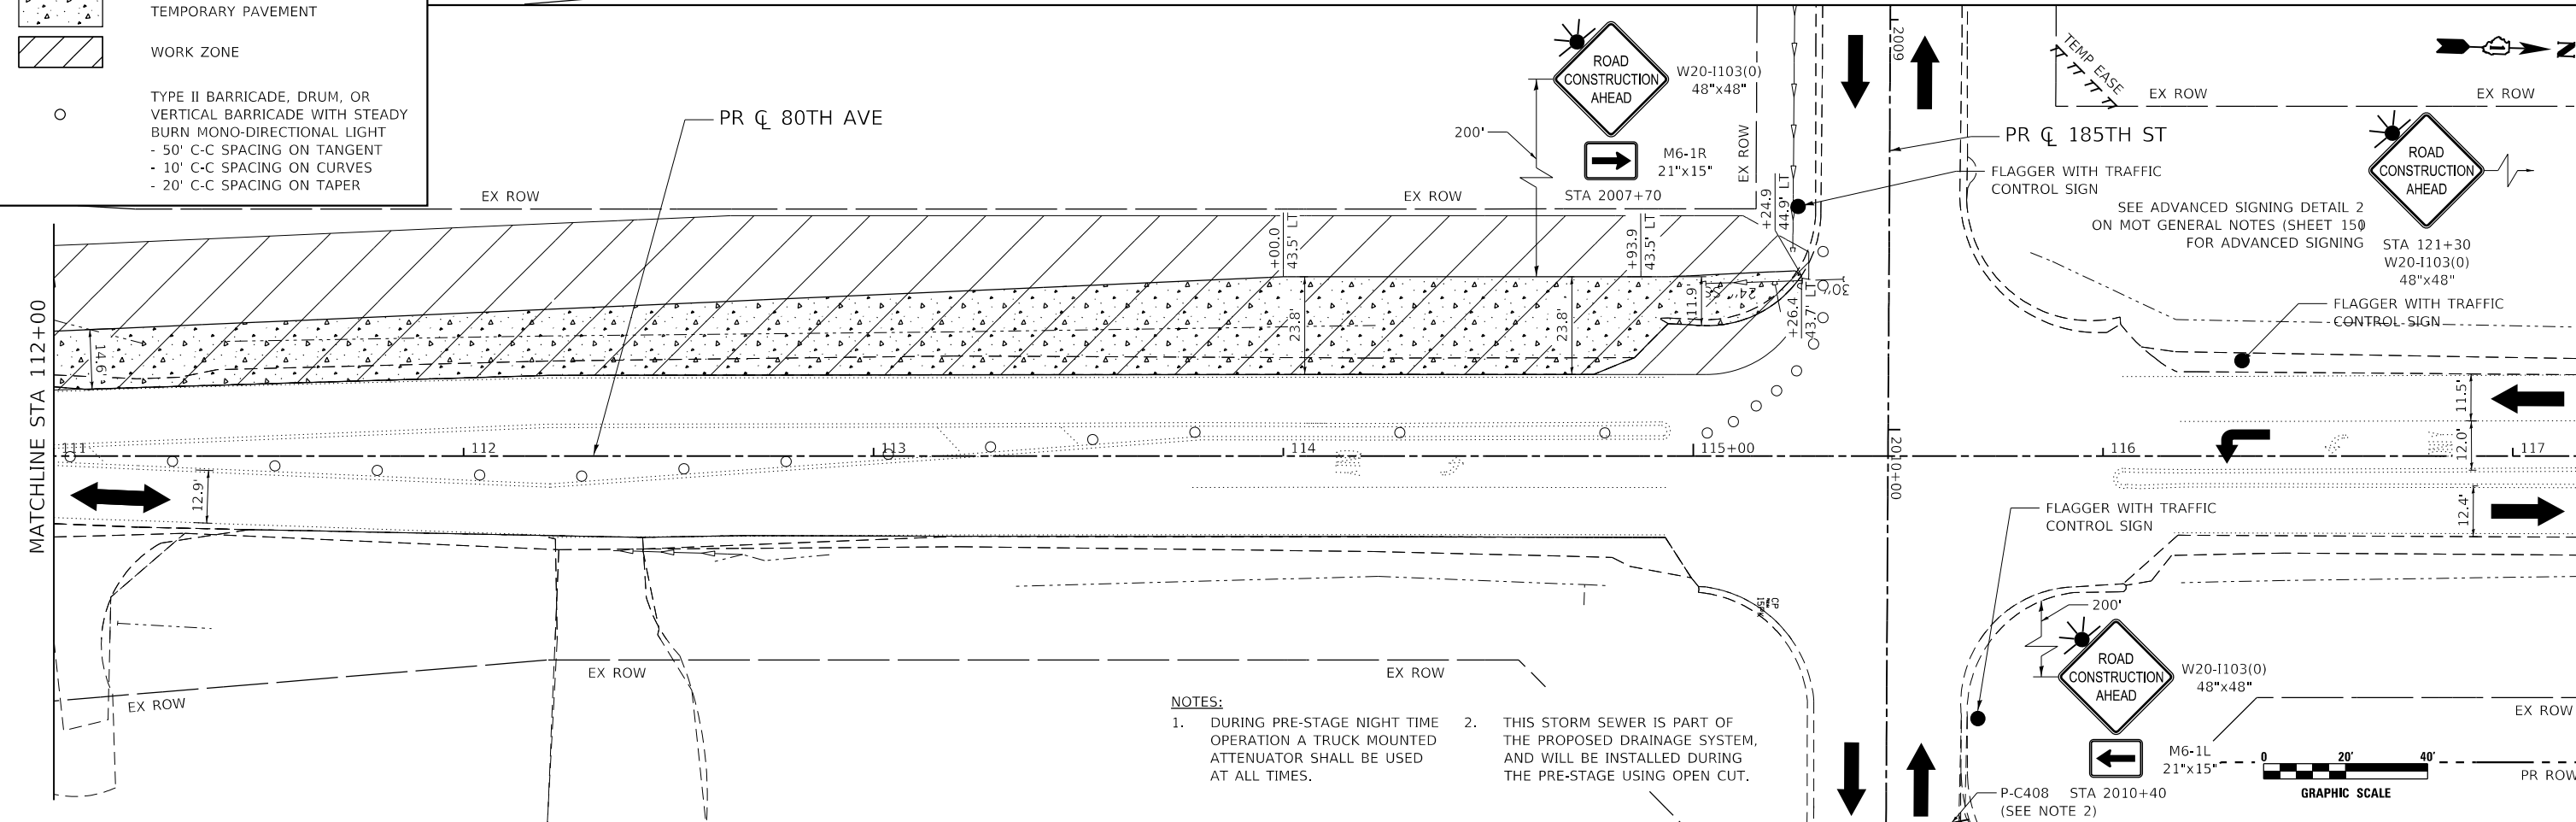 TEMPORARY PAVEMENT
WORK ZONE
TYPE II BARRICADE, DRUM, OR
VERTICAL BARRICADE WITH STEADY
BURN MONO-DIRECTIONAL LIGHT
- 50' C-C SPACING ON TANGENT
- 10' C-C SPACING ON CURVES
- 20' C-C SPACING ON TAPER
PR ℄ 80TH AVE
EX ROW
EX ROW
200'
ROAD
CONSTRUCTION
AHEAD
W20-I103(0)
48"x48"
M6-1R
21"x15"
STA 2007+70
EX ROW
2009
PR ℄ 185TH ST
FLAGGER WITH TRAFFIC
CONTROL SIGN
TEMP EASE
EX ROW
EX ROW
N
ROAD
CONSTRUCTION
AHEAD
SEE ADVANCED SIGNING DETAIL 2
ON MOT GENERAL NOTES (SHEET 150
FOR ADVANCED SIGNING
STA 121+30
W20-I103(0)
48"x48"
FLAGGER WITH TRAFFIC
CONTROL SIGN
+00.0
43.5' LT
+93.9
43.5' LT
+24.9
44.9' LT
+26.4
43.7' LT
14.6'
23.8'
23.8'
11.9'
24"
30"
MATCHLINE STA 112+00
111
112
113
114
115+00
116
117
2010+00
12.9'
11.5'
12.0'
12.4'
FLAGGER WITH TRAFFIC
CONTROL SIGN
EX ROW
EX ROW
EX ROW
NOTES:
1. DURING PRE-STAGE NIGHT TIME
OPERATION A TRUCK MOUNTED
ATTENUATOR SHALL BE USED
AT ALL TIMES.
2. THIS STORM SEWER IS PART OF
THE PROPOSED DRAINAGE SYSTEM,
AND WILL BE INSTALLED DURING
THE PRE-STAGE USING OPEN CUT.
200'
ROAD
CONSTRUCTION
AHEAD
W20-I103(0)
48"x48"
M6-1L
21"x15"
STA 2010+40
P-C408
(SEE NOTE 2)
EX ROW
PR ROW
0 20' 40'
GRAPHIC SCALE